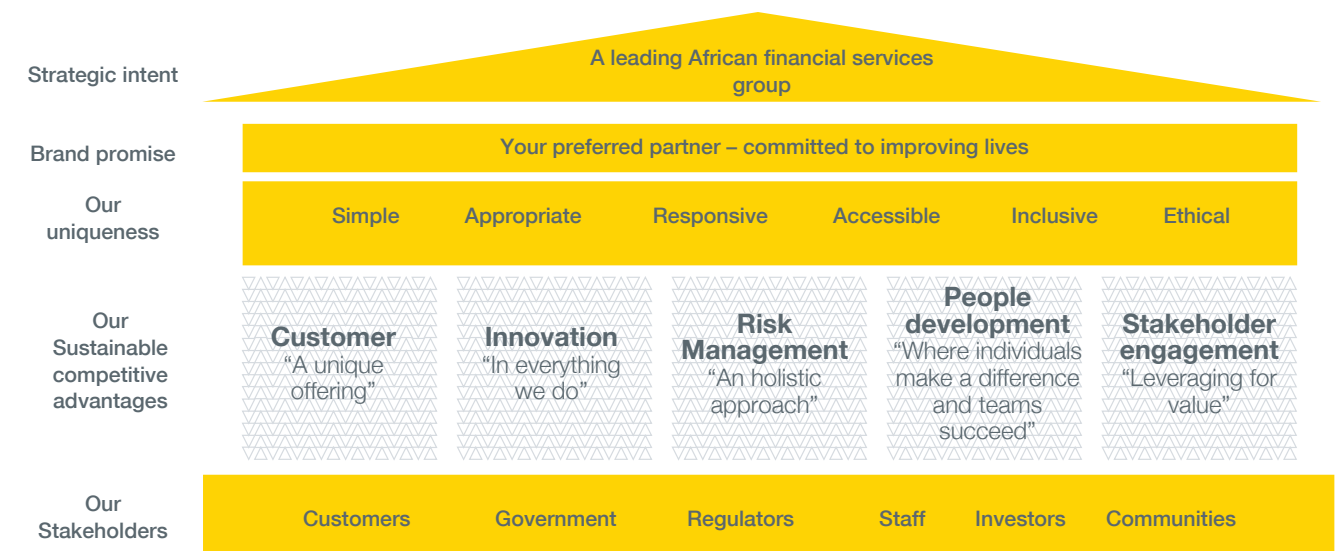 Strategic intent
A leading African financial services
group
Brand promise
Your preferred partner – committed to improving lives
Our
uniqueness
Simple Appropriate Responsive Accessible Inclusive Ethical
Our
Sustainable
competitive
advantages
Customer
“A unique
offering”
Innovation
“In everything
we do”
Risk
Management
“An holistic
approach”
People
development
“Where individuals
make a difference
and teams
succeed”
Stakeholder
engagement
“Leveraging for
value”
Our
Stakeholders
Customers Government Regulators Staff Investors Communities